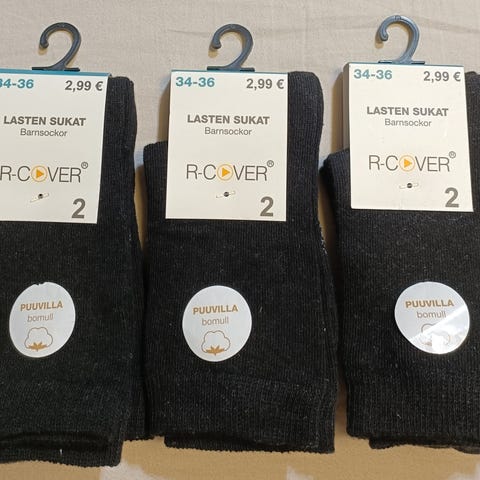 34-36 2,99 €
LASTEN SUKAT
Barnsockor
R-COVER®
2
PUUVILLA
bomull
34-36 2,99 €
LASTEN SUKAT
Barnsockor
R-COVER®
2
PUUVILLA
bomull
34-36 2,99 €
LASTEN SUKAT
Barnsockor
R-COVER®
2
PUUVILLA
bomull